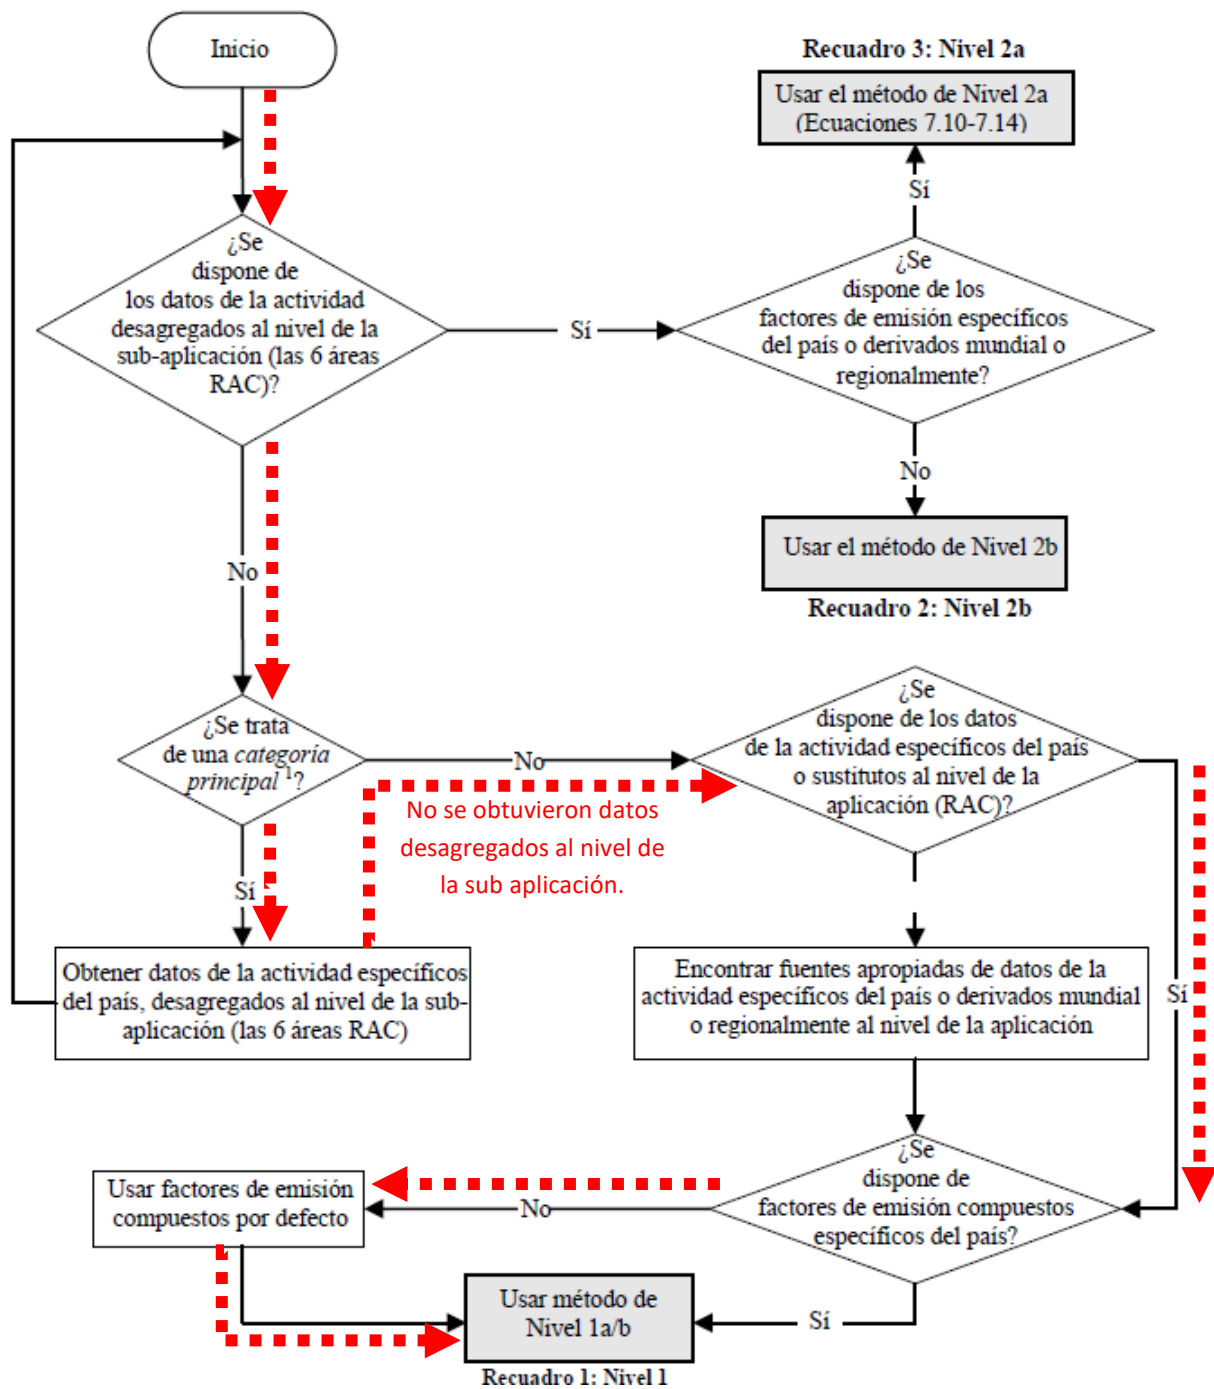 Inicio
Recuadro 3: Nivel 2a
Usar el método de Nivel 2a
(Ecuaciones 7.10-7.14)
Sí
¿Se
dispone de
los datos de la actividad
desagregados al nivel de la
sub-aplicación (las 6 áreas
RAC)?
Sí
¿Se
dispone de los
factores de emisión específicos
del país o derivados mundial o
regionalmente?
No
No
Usar el método de Nivel 2b
Recuadro 2: Nivel 2b
¿Se trata
de una categoría
principal 1?
No
¿Se
dispone de los datos
de la actividad específicos del país
o sustitutos al nivel de la
aplicación (RAC)?
No se obtuvieron datos
desagregados al nivel de
la sub aplicación.
Sí
Obtener datos de la actividad específicos
del país, desagregados al nivel de la sub-
aplicación (las 6 áreas RAC)
Encontrar fuentes apropiadas de datos de la
actividad específicos del país o derivados mundial
o regionalmente al nivel de la aplicación
Sí
¿Se
dispone de
factores de emisión compuestos
específicos del país?
No
Usar factores de emisión
compuestos por defecto
Usar método de
Nivel 1a/b
Sí
Recuadro 1: Nivel 1